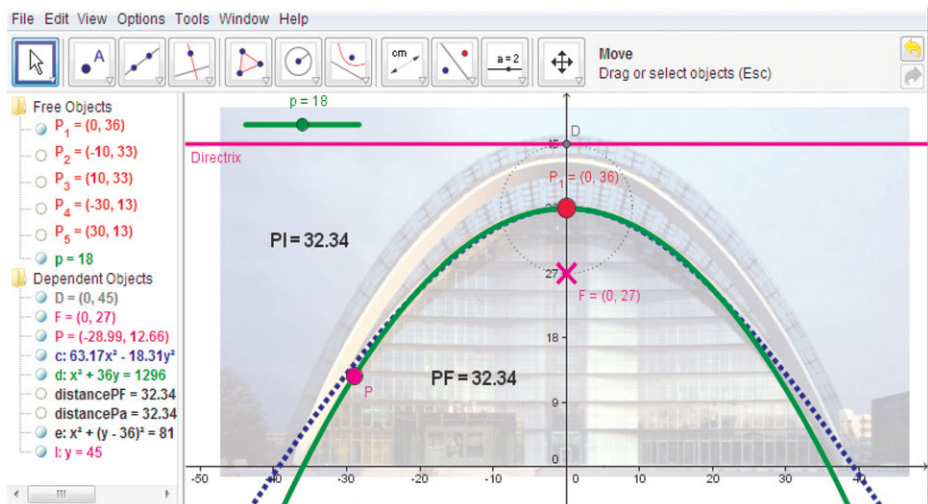 File Edit View Options Tools Window Help
A
cm
a=2
Move
Drag or select objects (Esc)
Free Objects
P₁ = (0, 36)
P₂ = (-10, 33)
P₃ = (10, 33)
P₄ = (-30, 13)
P₅ = (30, 13)
p = 18
Dependent Objects
D = (0, 45)
F = (0, 27)
P = (-28.99, 12.66)
c: 63.17x² - 18.31y²
d: x² + 36y = 1296
distancePF = 32.34
distancePa = 32.34
e: x² + (y - 36)² = 81
l: y = 45
p = 18
D
Directrix
P₁ = (0, 36)
PI = 32.34
27
F = (0, 27)
18
PF = 32.34
P
9
0
-50 -40 -30 -20 -10 0 10 20 30 40